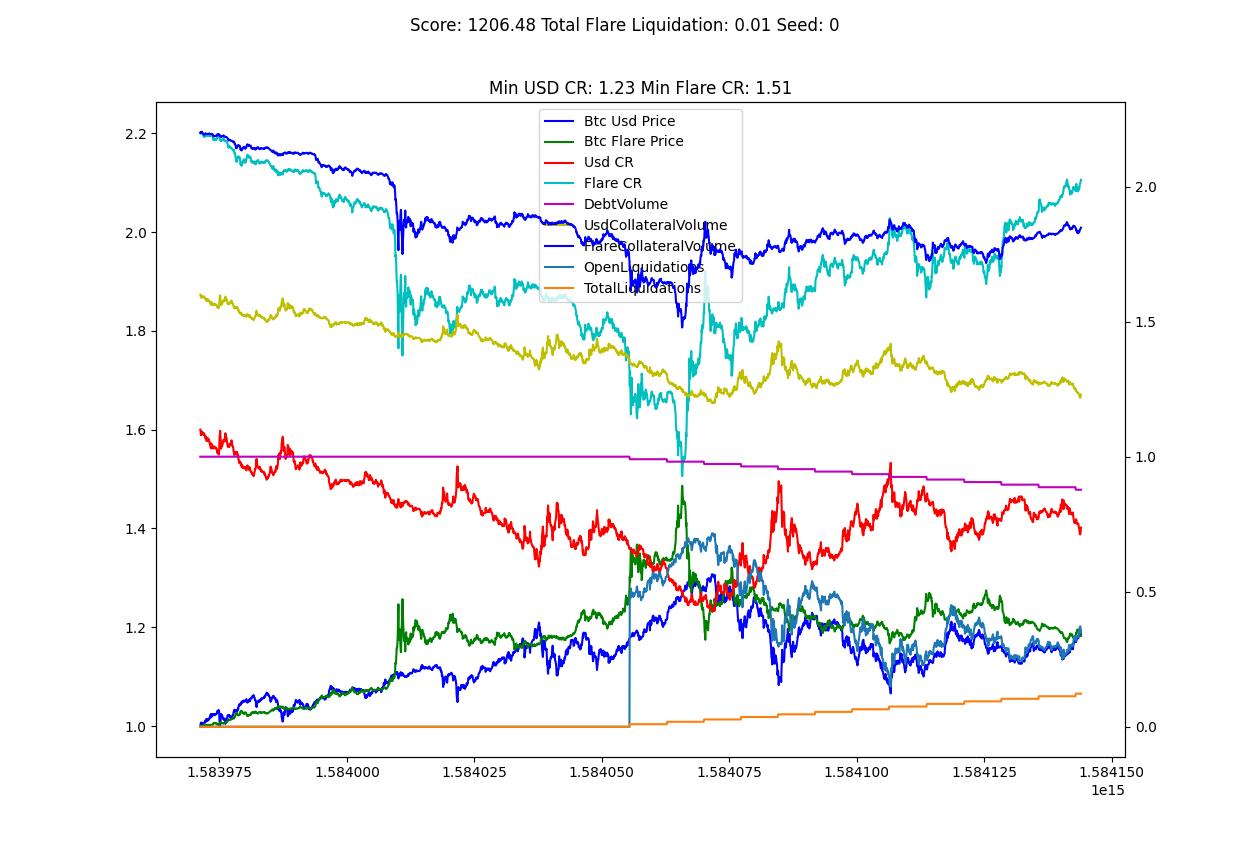 Score: 1206.48 Total Flare Liquidation: 0.01 Seed: 0
Min USD CR: 1.23 Min Flare CR: 1.51
Btc Usd Price
Btc Flare Price
Usd CR
Flare CR
DebtVolume
UsdCollateralVolume
FlareCollateralVolume
OpenLiquidations
TotalLiquidations
2.2
2.0
1.8
1.6
1.4
1.2
1.0
2.0
1.5
1.0
0.5
0.0
1.583975 1.584000 1.584025 1.584050 1.584075 1.584100 1.584125 1.584150
1e15